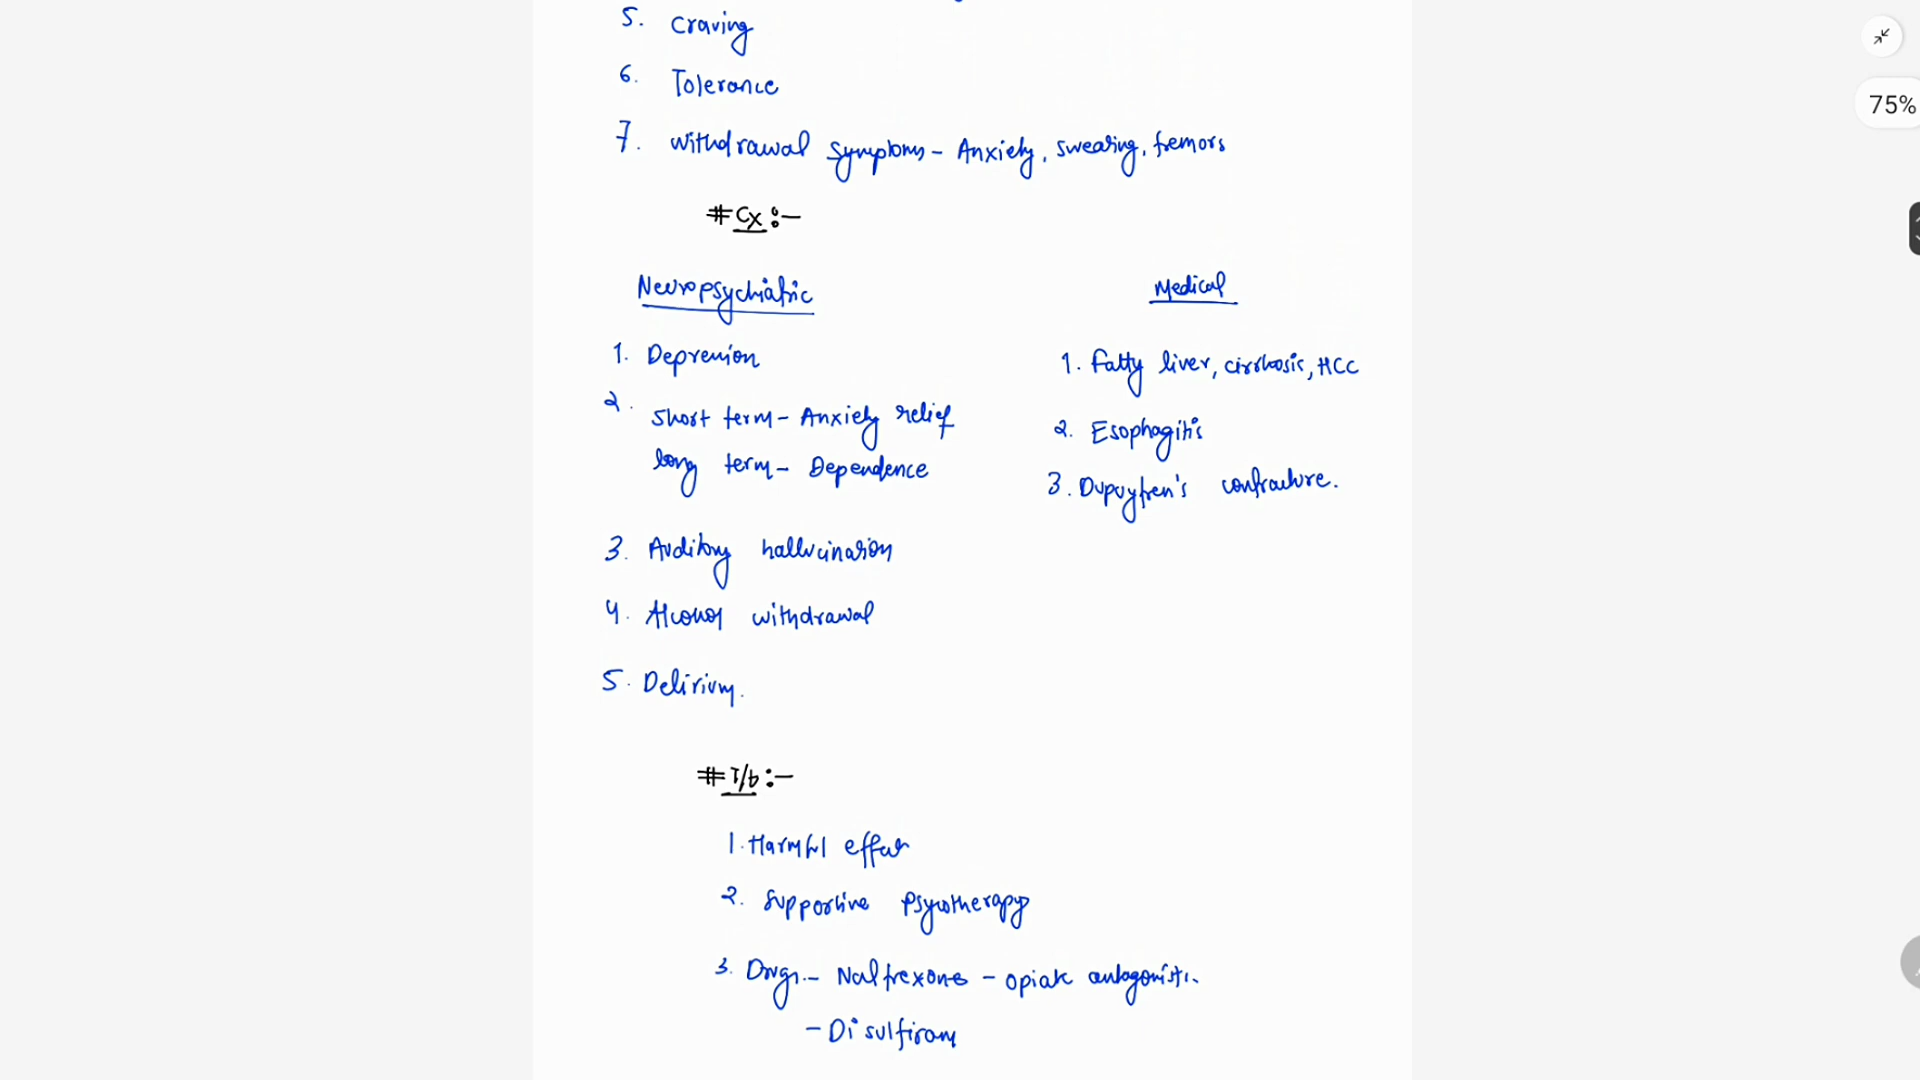 5. Craving
6. Tolerance
7. Withdrawal symptoms - Anxiety, swearing, tremors
# Cx :-
Neuropsychiatric
Medical
1. Depression
1. Fatty liver, cirrhosis, HCC
2. Short term - Anxiety relief
long term - Dependence
2. Esophagitis
3. Dupuytren's contracture.
3. Auditory hallucination
4. Alcohol withdrawal
5. Delirium.
# T/t :-
1. Harmful effect
2. Supportive Psycotherapy
3. Drugs - Naltrexone - opiate antagonist.
- Disulfiram
75%